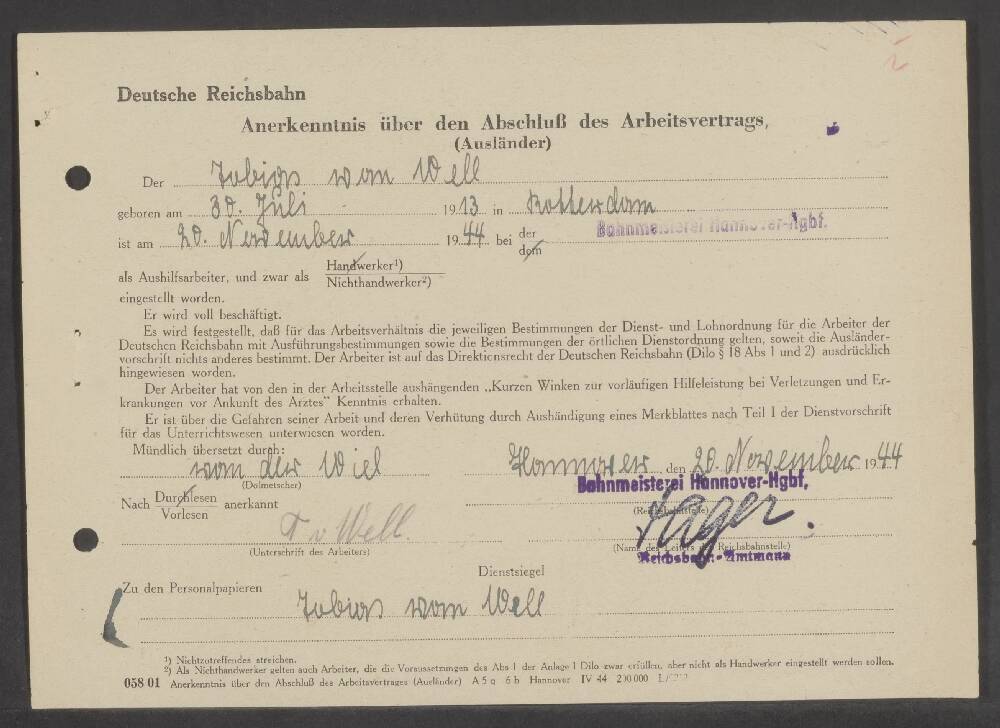 Deutsche Reichsbahn
Anerkenntnis über den Abschluß des Arbeitsvertrags,
(Ausländer)
Der Tobias van Well
geboren am 30. Juli 1913 in Rotterdam
ist am 20. November 1944 bei der dem Bahnmeisterei Hannover-Hgbf.
als Aushilfsarbeiter, und zwar als Handwerker¹) Nichthandwerker²)
eingestellt worden.
Er wird voll beschäftigt.
Es wird festgestellt, daß für das Arbeitsverhältnis die jeweiligen Bestimmungen der Dienst- und Lohnordnung für die Arbeiter der
Deutschen Reichsbahn mit Ausführungsbestimmungen sowie die Bestimmungen der örtlichen Dienstordnung gelten, soweit die Ausländer-
vorschrift nichts anderes bestimmt. Der Arbeiter ist auf das Direktionsrecht der Deutschen Reichsbahn (Dilo § 18 Abs 1 und 2) ausdrücklich
hingewiesen worden.
Der Arbeiter hat von den in der Arbeitsstelle aushängenden „Kurzen Winken zur vorläufigen Hilfeleistung bei Verletzungen und Er-
krankungen vor Ankunft des Arztes" Kenntnis erhalten.
Er ist über die Gefahren seiner Arbeit und deren Verhütung durch Aushändigung eines Merkblattes nach Teil I der Dienstvorschrift
für das Unterrichtswesen unterwiesen worden.
Mündlich übersetzt durch:
van der Wiel
(Dolmetscher)
Hannover, den 20. November 1944
Bahnmeisterei Hannover-Hgbf,
(Reichsbahnstelle)
Nach Durchlesen Vorlesen anerkannt
T v Well.
(Unterschrift des Arbeiters)
(Name des Leiters der Reichsbahnstelle)
Reichsbahn-Amtmann
Dienstsiegel
Zu den Personalpapieren
Tobias van Well
¹) Nichtzutreffendes streichen.
²) Als Nichthandwerker gelten auch Arbeiter, die die Voraussetzungen des Abs 1 der Anlage 1 Dilo zwar erfüllen, aber nicht als Handwerker eingestellt werden sollen.
058 01 Anerkenntnis über den Abschluß des Arbeitsvertrages (Ausländer) A 5 q 6 b Hannover IV 44 200 000